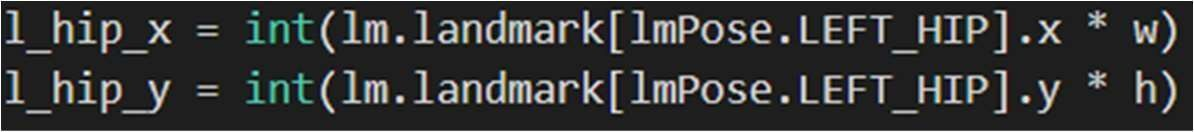 l_hip_x = int(lm.landmark[lmPose.LEFT_HIP].x * w)
l_hip_y = int(lm.landmark[lmPose.LEFT_HIP].y * h)